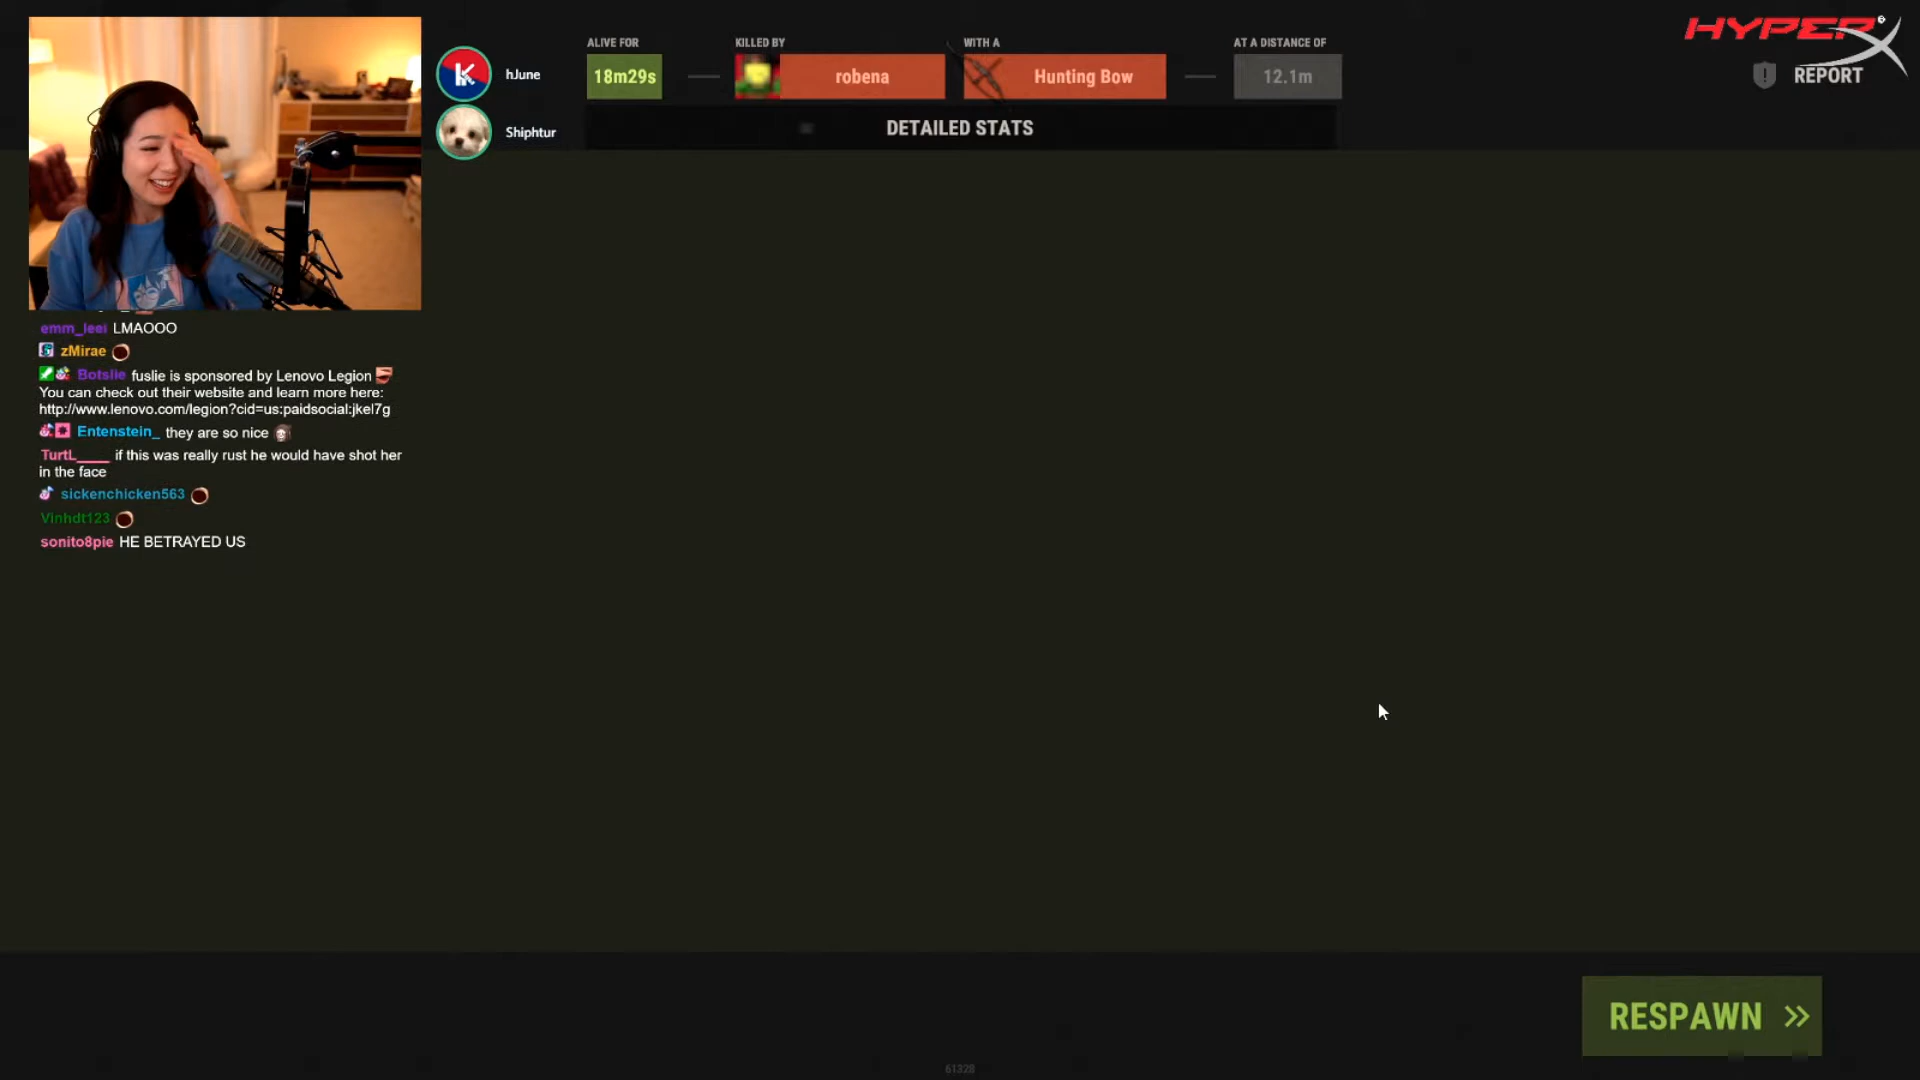 HYPERX
REPORT
hJune
Shiphtur
ALIVE FOR
18m29s
KILLED BY
robena
WITH A
Hunting Bow
AT A DISTANCE OF
12.1m
DETAILED STATS
emm_leei LMAOOO
zMirae
Botslie fuslie is sponsored by Lenovo Legion
You can check out their website and learn more here:
http://www.lenovo.com/legion?cid=us:paidsocial:jkel7g
Entenstein_ they are so nice
TurtL____ if this was really rust he would have shot her
in the face
sickenchicken563
Vinhdt123
sonito8pie HE BETRAYED US
RESPAWN >>
61328